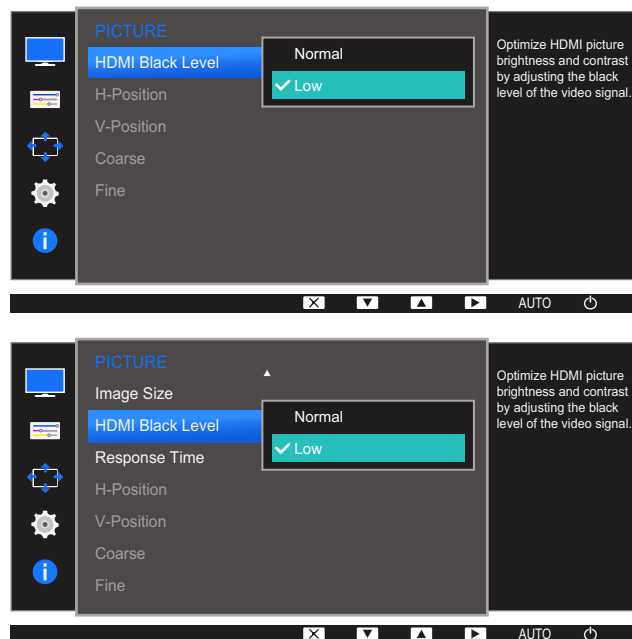 PICTURE
HDMI Black Level
H-Position
V-Position
Coarse
Fine
Normal
Low
Optimize HDMI picture
brightness and contrast
by adjusting the black
level of the video signal.
AUTO
PICTURE
Image Size
HDMI Black Level
Response Time
H-Position
V-Position
Coarse
Fine
Normal
Low
Optimize HDMI picture
brightness and contrast
by adjusting the black
level of the video signal.
AUTO